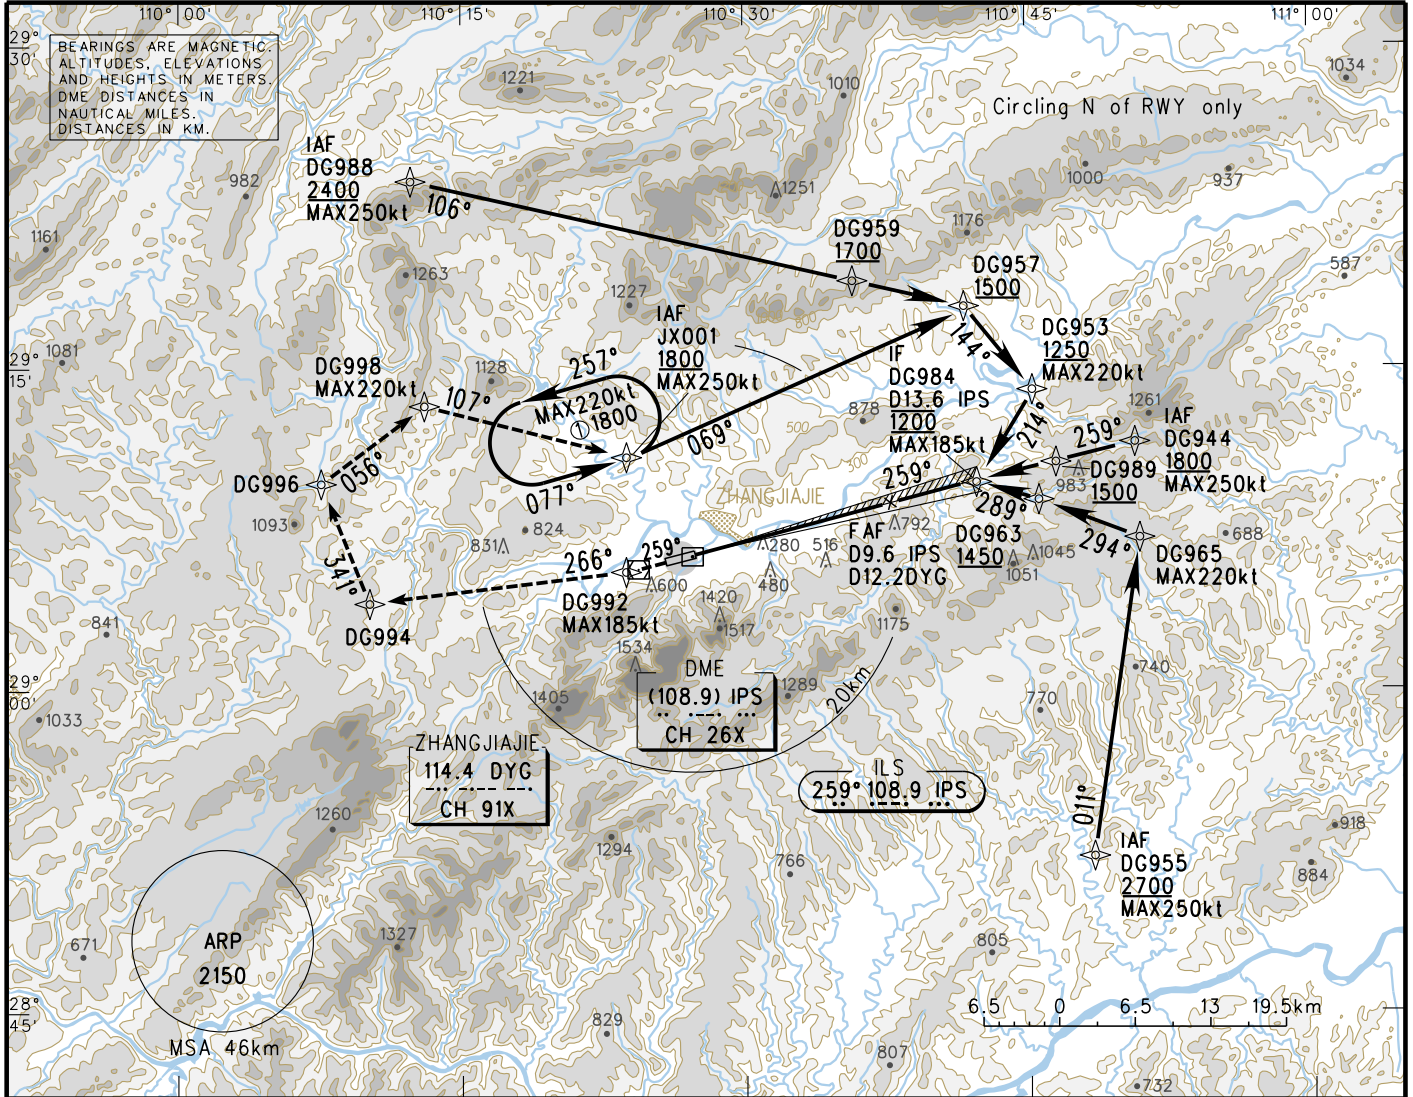 110° 00'
110° 15'
110° 30'
110° 45'
111° 00'
29°
30'
BEARINGS ARE MAGNETIC.
ALTITUDES, ELEVATIONS
AND HEIGHTS IN METERS.
DME DISTANCES IN
NAUTICAL MILES.
DISTANCES IN KM.
1221
1010
1034
Circling N of RWY only
IAF
DG988
2400
MAX250kt
106°
982
1251
1000
937
1161
1263
DG959
1700
1176
DG957
1500
587
1227
IAF
JX001
1800
MAX250kt
144°
DG953
1250
MAX220kt
29°
15'
1081
DG998
MAX220kt
1128
107°
257°
MAX220kt
① 1800
077°
069°
IF
DG984
D13.6 IPS
1200
MAX185kt
878
500
300
214°
1261
259°
IAF
DG944
1800
MAX250kt
DG989
1500
983
DG996
056°
1093
341°
824
831
ZHANGJIAJIE
259°
289°
792
FAF
D9.6 IPS
D12.2DYG
DG963
1450
294°
688
DG965
MAX220kt
1045
1051
266°
259°
280
516
480
600
DG992
MAX185kt
1420
1517
1534
1175
DG994
841
740
770
29°
00'
1033
1405
DME
(108.9) IPS
CH 26X
1289
20km
ZHANGJIAJIE
114.4 DYG
CH 91X
ILS
259° 108.9 IPS
011°
1260
1294
766
918
884
IAF
DG955
2700
MAX250kt
ARP
2150
MSA 46km
671
1327
805
28°
45'
829
807
732
6.5 0 6.5 13 19.5km